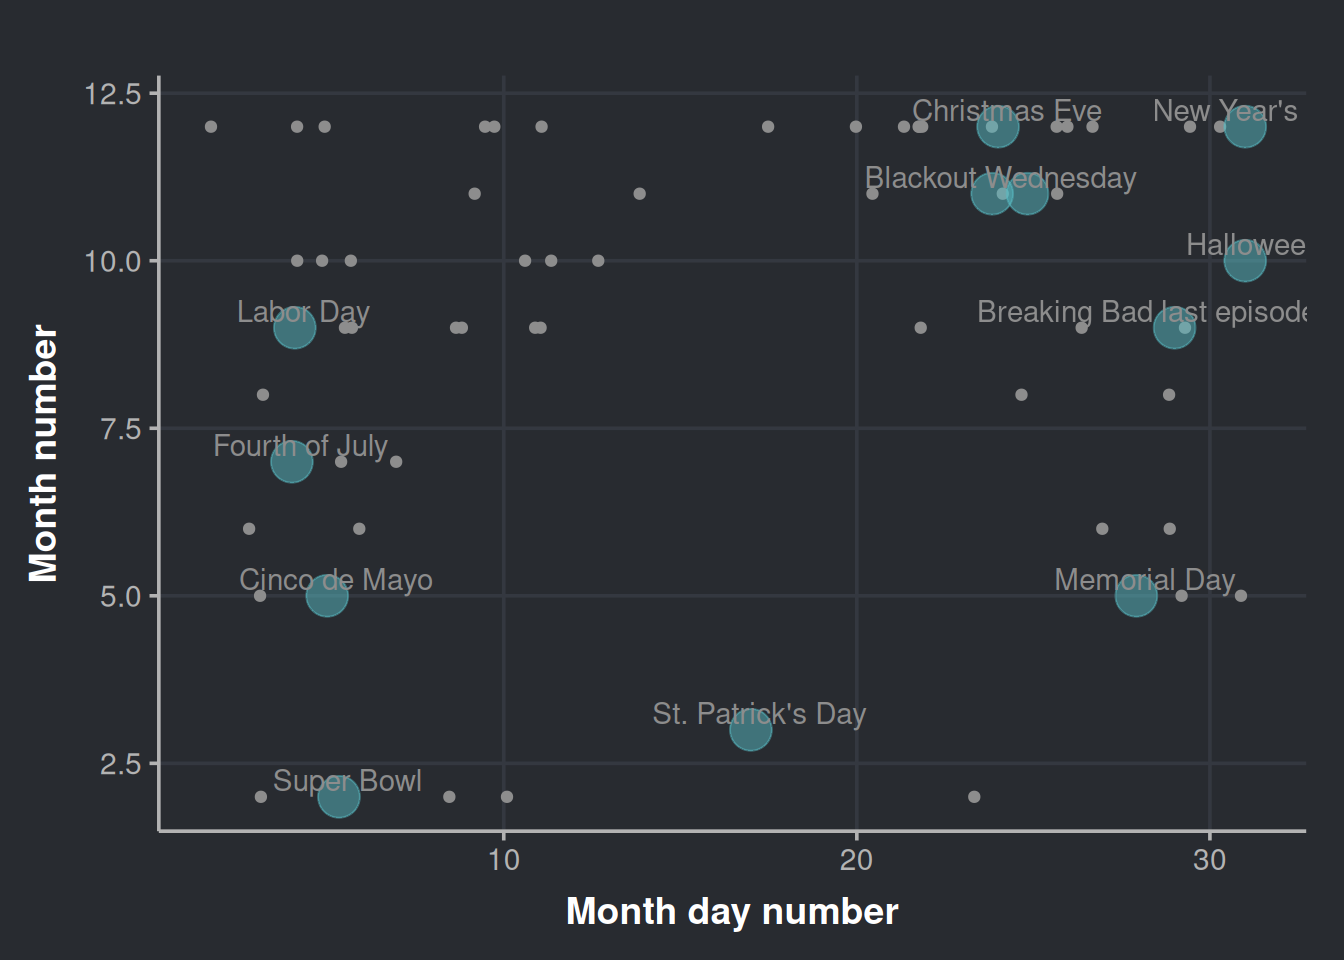 12.5
Christmas Eve
New Year's
Blackout Wednesday
10.0
Hallowee
Labor Day
Breaking Bad last episode
7.5
Fourth of July
5.0
Cinco de Mayo
Memorial Day
St. Patrick's Day
2.5
Super Bowl
10
20
30
Month day number
Month number